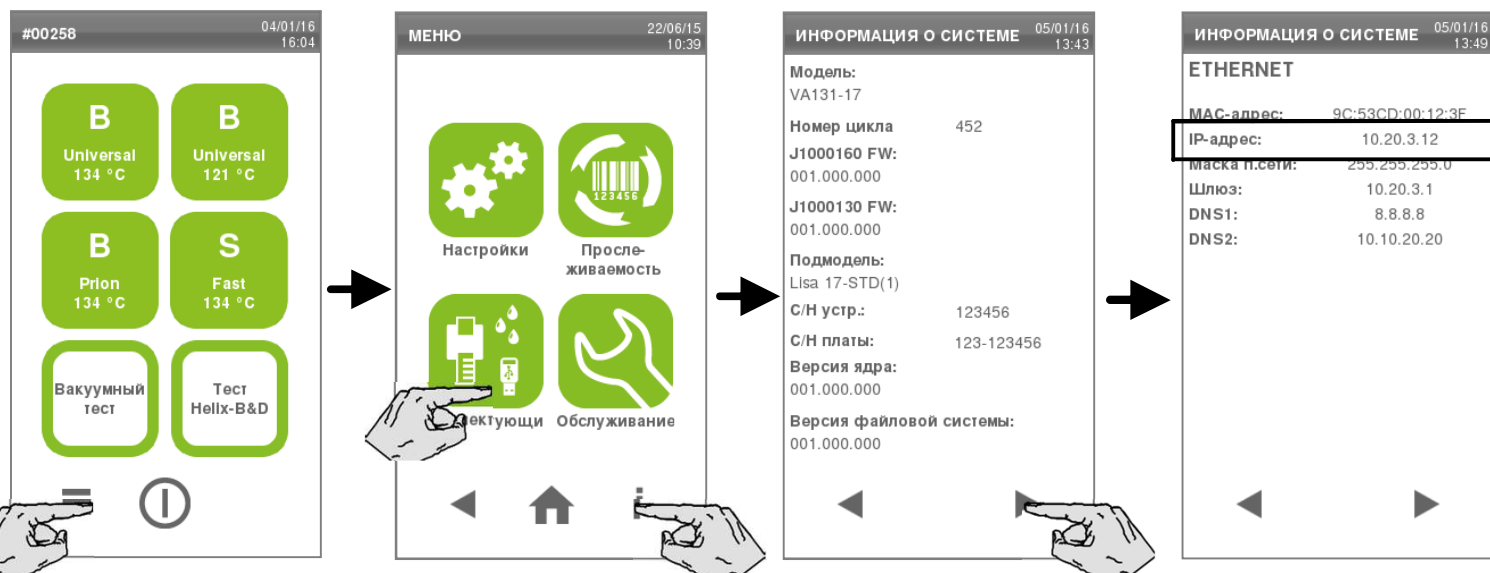 #00258
04/01/16
16:04
B
Universal
134 °C
B
Universal
121 °C
B
Prion
134 °C
S
Fast
134 °C
Вакуумный
тест
Тест
Helix-B&D
МЕНЮ
22/06/15
10:39
123456
Настройки
Просле-
живаемость
Обслуживание
ИНФОРМАЦИЯ О СИСТЕМЕ
05/01/16
13:43
Модель:
VA131-17
Номер цикла 452
J1000160 FW:
001.000.000
J1000130 FW:
001.000.000
Подмодель:
Lisa 17-STD(1)
С/Н устр.: 123456
С/Н платы: 123-123456
Версия ядра:
001.000.000
Версия файловой системы:
001.000.000
ИНФОРМАЦИЯ О СИСТЕМЕ
05/01/16
13:49
ETHERNET
MAC-адрес: 9C:53CD:00:12:3F
IP-адрес: 10.20.3.12
Маска п.сети: 255.255.255.0
Шлюз: 10.20.3.1
DNS1: 8.8.8.8
DNS2: 10.10.20.20